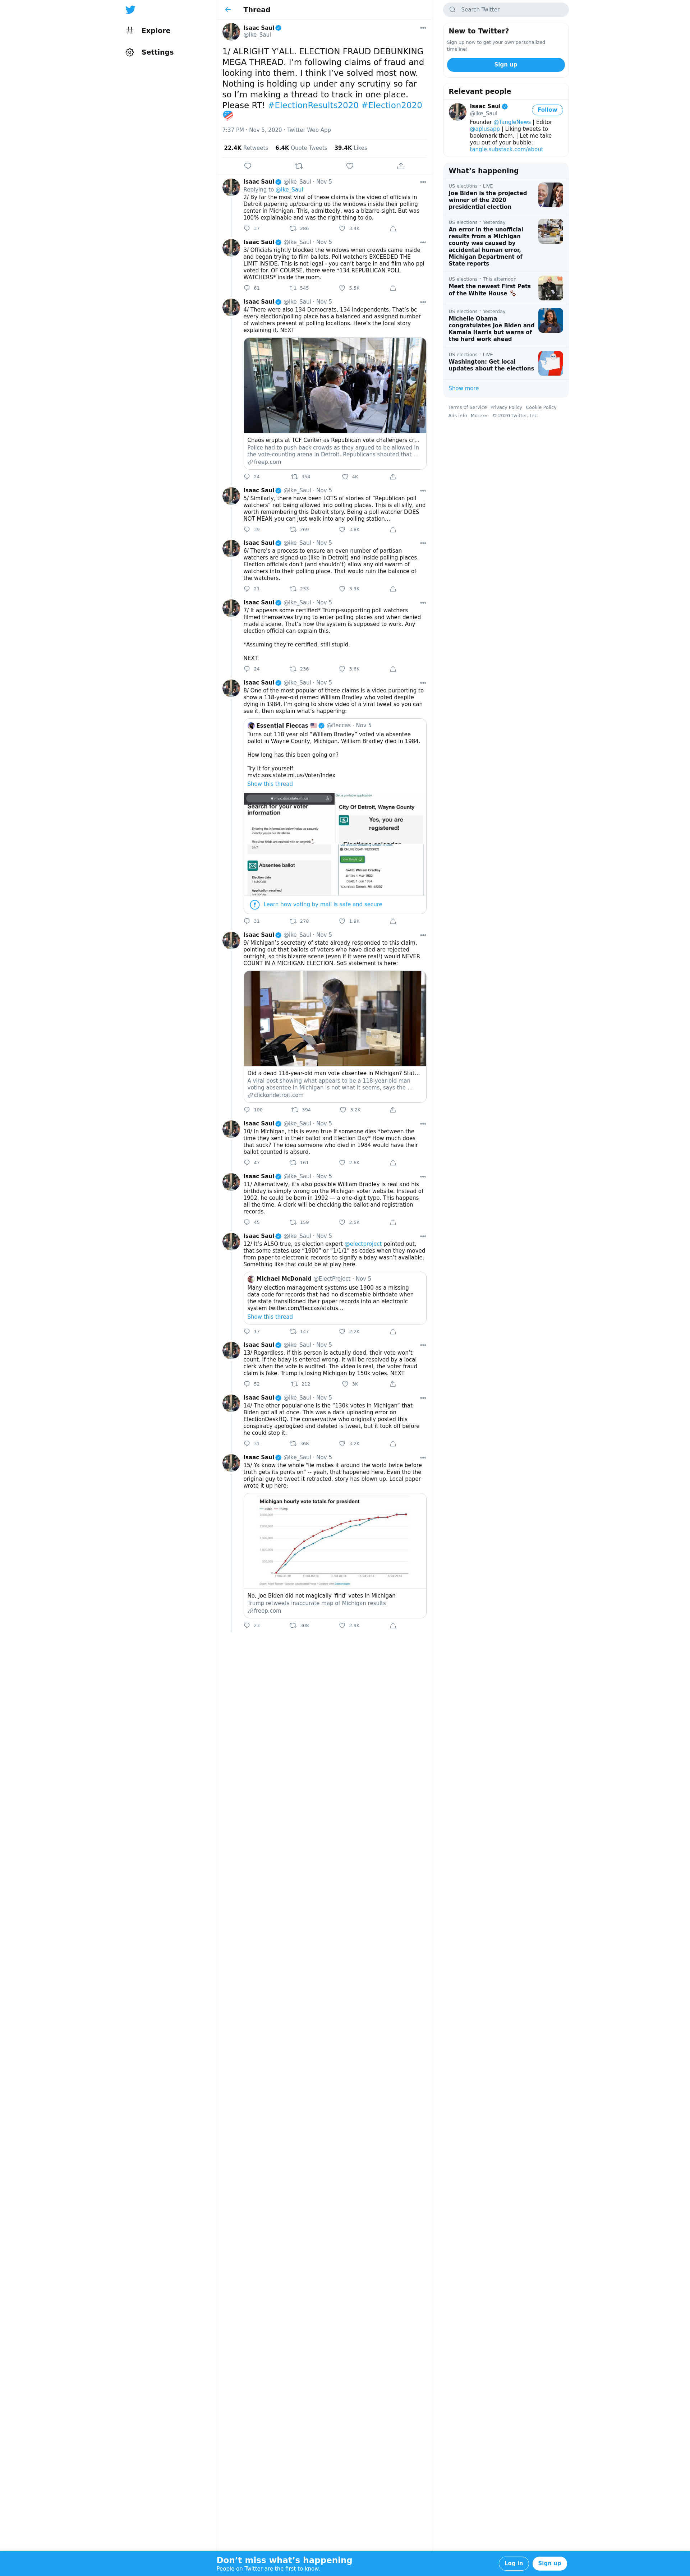 Explore
Settings
Thread
Isaac Saul
@Ike_Saul
1/ ALRIGHT Y'ALL. ELECTION FRAUD DEBUNKING
MEGA THREAD. I'm following claims of fraud and
looking into them. I think I've solved most now.
Nothing is holding up under any scrutiny so far
so I'm making a thread to track in one place.
Please RT! #ElectionResults2020 #Election2020
7:37 PM · Nov 5, 2020 · Twitter Web App
22.4K Retweets 6.4K Quote Tweets 39.4K Likes
Isaac Saul @Ike_Saul · Nov 5
Replying to @Ike_Saul
2/ By far the most viral of these claims is the video of officials in
Detroit papering up/boarding up the windows inside their polling
center in Michigan. This, admittedly, was a bizarre sight. But was
100% explainable and was the right thing to do.
37 286 3.4K
Isaac Saul @Ike_Saul · Nov 5
3/ Officials rightly blocked the windows when crowds came inside
and began trying to film ballots. Poll watchers EXCEEDED THE
LIMIT INSIDE. This is not legal - you can't barge in and film who ppl
voted for. OF COURSE, there were *134 REPUBLICAN POLL
WATCHERS* inside the room.
61 545 5.5K
Isaac Saul @Ike_Saul · Nov 5
4/ There were also 134 Democrats, 134 independents. That's bc
every election/polling place has a balanced and assigned number
of watchers present at polling locations. Here's the local story
explaining it. NEXT
Chaos erupts at TCF Center as Republican vote challengers cr...
Police had to push back crowds as they argued to be allowed in
the vote-counting arena in Detroit. Republicans shouted that ...
freep.com
24 354 4K
Isaac Saul @Ike_Saul · Nov 5
5/ Similarly, there have been LOTS of stories of "Republican poll
watchers" not being allowed into polling places. This is all silly, and
worth remembering this Detroit story. Being a poll watcher DOES
NOT MEAN you can just walk into any polling station...
39 269 3.8K
Isaac Saul @Ike_Saul · Nov 5
6/ There's a process to ensure an even number of partisan
watchers are signed up (like in Detroit) and inside polling places.
Election officials don't (and shouldn't) allow any old swarm of
watchers into their polling place. That would ruin the balance of
the watchers.
21 233 3.3K
Isaac Saul @Ike_Saul · Nov 5
7/ It appears some certified* Trump-supporting poll watchers
filmed themselves trying to enter polling places and when denied
made a scene. That's how the system is supposed to work. Any
election official can explain this.
*Assuming they're certified, still stupid.
NEXT.
24 236 3.6K
Isaac Saul @Ike_Saul · Nov 5
8/ One of the most popular of these claims is a video purporting to
show a 118-year-old named William Bradley who voted despite
dying in 1984. I'm going to share video of a viral tweet so you can
see it, then explain what's happening:
Essential Fleccas @fleccas · Nov 5
Turns out 118 year old "William Bradley" voted via absentee
ballot in Wayne County, Michigan. William Bradley died in 1984.
How long has this been going on?
Try it for yourself:
mvic.sos.state.mi.us/Voter/Index
Show this thread
Search for your voter
information
Absentee ballot
Election date
City Of Detroit, Wayne County
Yes, you are
registered!
Learn how voting by mail is safe and secure
31 278 1.9K
Isaac Saul @Ike_Saul · Nov 5
9/ Michigan's secretary of state already responded to this claim,
pointing out that ballots of voters who have died are rejected
outright, so this bizarre scene (even if it were real!) would NEVER
COUNT IN A MICHIGAN ELECTION. SoS statement is here:
Did a dead 118-year-old man vote absentee in Michigan? Stat...
A viral post showing what appears to be a 118-year-old man
voting absentee in Michigan is not what it seems, says the ...
clickondetroit.com
100 394 3.2K
Isaac Saul @Ike_Saul · Nov 5
10/ In Michigan, this is even true if someone dies *between the
time they sent in their ballot and Election Day* How much does
that suck? The idea someone who died in 1984 would have their
ballot counted is absurd.
47 161 2.6K
Isaac Saul @Ike_Saul · Nov 5
11/ Alternatively, it's also possible William Bradley is real and his
birthday is simply wrong on the Michigan voter website. Instead of
1902, he could be born in 1992 — a one-digit typo. This happens
all the time. A clerk will be checking the ballot and registration
records.
45 159 2.5K
Isaac Saul @Ike_Saul · Nov 5
12/ It's ALSO true, as election expert @electproject pointed out,
that some states use "1900" or "1/1/1" as codes when they moved
from paper to electronic records to signify a bday wasn't available.
Something like that could be at play here.
Michael McDonald @ElectProject · Nov 5
Many election management systems use 1900 as a missing
data code for records that had no discernable birthdate when
the state transitioned their paper records into an electronic
system twitter.com/fleccas/status...
Show this thread
17 147 2.2K
Isaac Saul @Ike_Saul · Nov 5
13/ Regardless, if this person is actually dead, their vote won't
count. If the bday is entered wrong, it will be resolved by a local
clerk when the vote is audited. The video is real, the voter fraud
claim is fake. Trump is losing Michigan by 150k votes. NEXT
52 212 3K
Isaac Saul @Ike_Saul · Nov 5
14/ The other popular one is the "130k votes in Michigan" that
Biden got all at once. This was a data uploading error on
ElectionDeskHQ. The conservative who originally posted this
conspiracy apologized and deleted is tweet, but it took off before
he could stop it.
31 368 3.2K
Isaac Saul @Ike_Saul · Nov 5
15/ Ya know the whole "lie makes it around the world twice before
truth gets its pants on" -- yeah, that happened here. Even tho the
original guy to tweet it retracted, story has blown up. Local paper
wrote it up here:
Michigan hourly vote totals for president
No, Joe Biden did not magically 'find' votes in Michigan
Trump retweets inaccurate map of Michigan results
freep.com
23 308 2.9K
Search Twitter
New to Twitter?
Sign up now to get your own personalized
timeline!
Sign up
Relevant people
Isaac Saul
@Ike_Saul
Follow
Founder @TangleNews | Editor
@aplusapp | Liking tweets to
bookmark them. | Let me take
you out of your bubble:
tangle.substack.com/about
What's happening
US elections · LIVE
Joe Biden is the projected
winner of the 2020
presidential election
US elections · Yesterday
An error in the unofficial
results from a Michigan
county was caused by
accidental human error,
Michigan Department of
State reports
US elections · This afternoon
Meet the newest First Pets
of the White House
US elections · Yesterday
Michelle Obama
congratulates Joe Biden and
Kamala Harris but warns of
the hard work ahead
US elections · LIVE
Washington: Get local
updates about the elections
Show more
Terms of Service Privacy Policy Cookie Policy
Ads info More © 2020 Twitter, Inc.
Don't miss what's happening
People on Twitter are the first to know.
Log in
Sign up